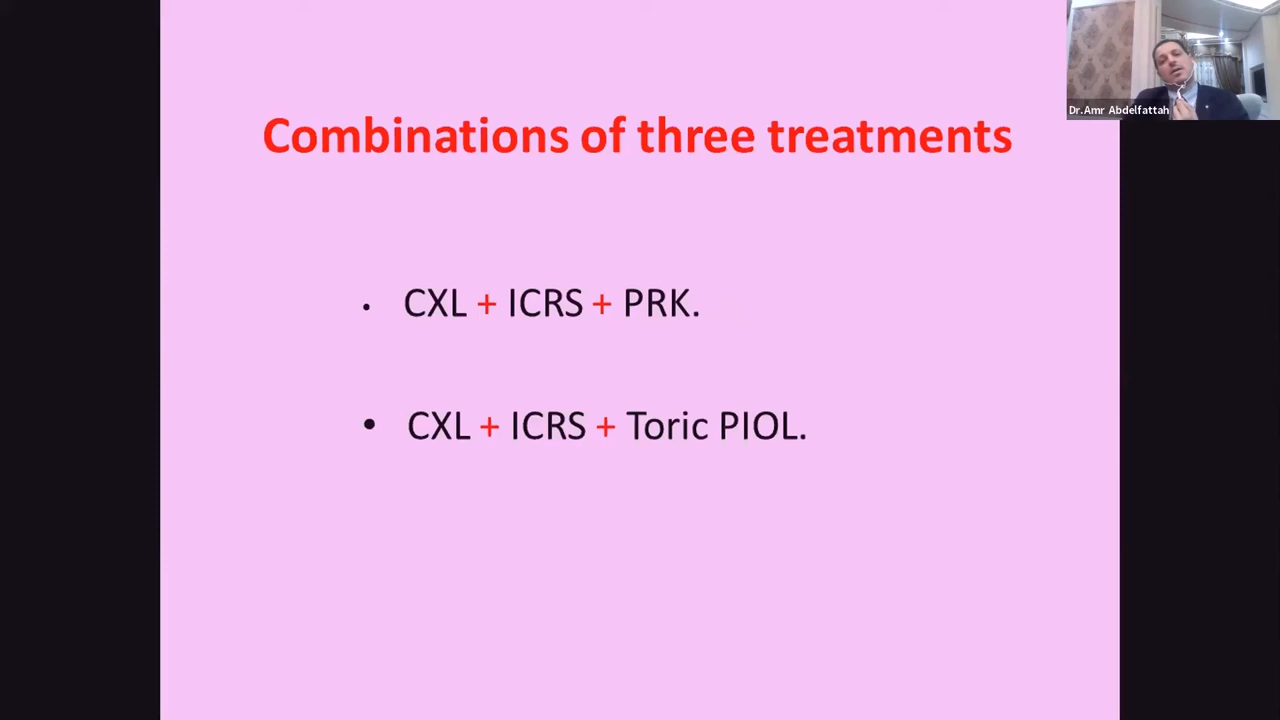 Dr.Amr Abdelfattah
Combinations of three treatments
• CXL + ICRS + PRK.
• CXL + ICRS + Toric PIOL.